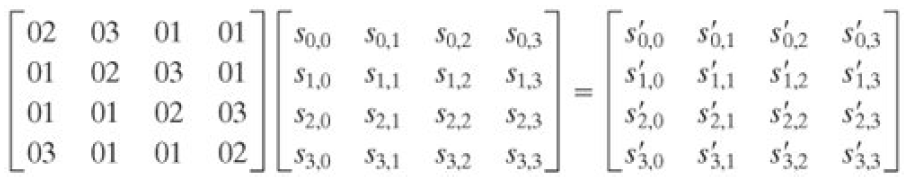 02 03 01 01 s0,0 s0,1 s0,2 s0,3 s′0,0 s′0,1 s′0,2 s′0,3
01 02 03 01 s1,0 s1,1 s1,2 s1,3 s′1,0 s′1,1 s′1,2 s′1,3
=
01 01 02 03 s2,0 s2,1 s2,2 s2,3 s′2,0 s′2,1 s′2,2 s′2,3
03 01 01 02 s3,0 s3,1 s3,2 s3,3 s′3,0 s′3,1 s′3,2 s′3,3